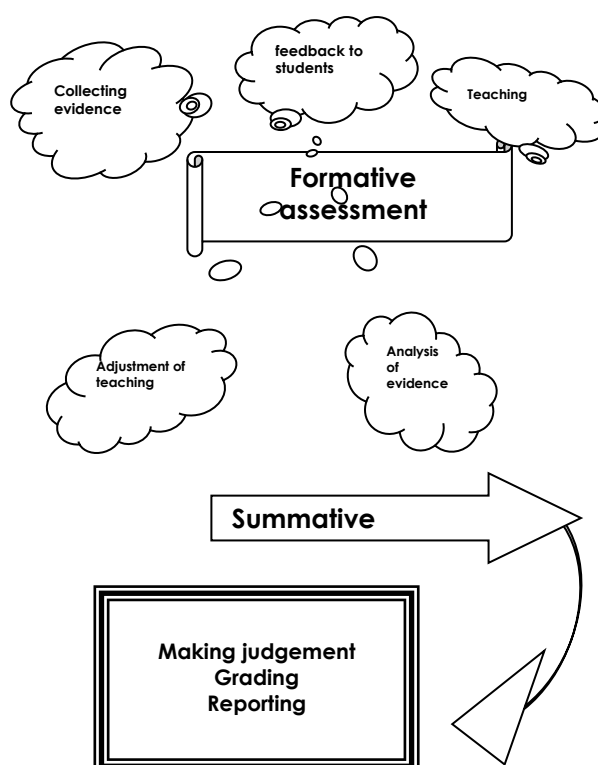 Collecting
evidence
feedback to
students
Teaching
Formative
assessment
Adjustment of
teaching
Analysis
of
evidence
Summative
Making judgement
Grading
Reporting